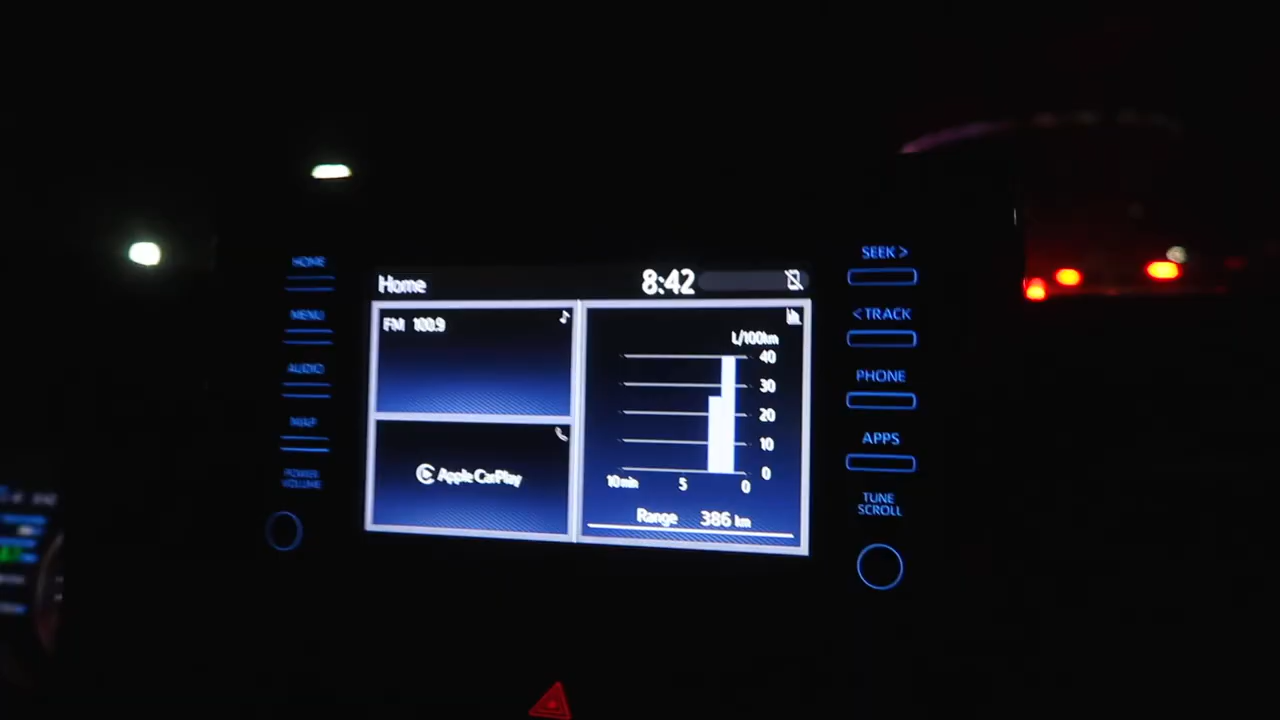 HOME
MENU
AUDIO
MAP
POWER
VOLUME
Home 8:42
FM 100.9
Apple CarPlay
L/100km
40
30
20
10
0
10min 5 0
Range 386 km
SEEK >
< TRACK
PHONE
APPS
TUNE
SCROLL